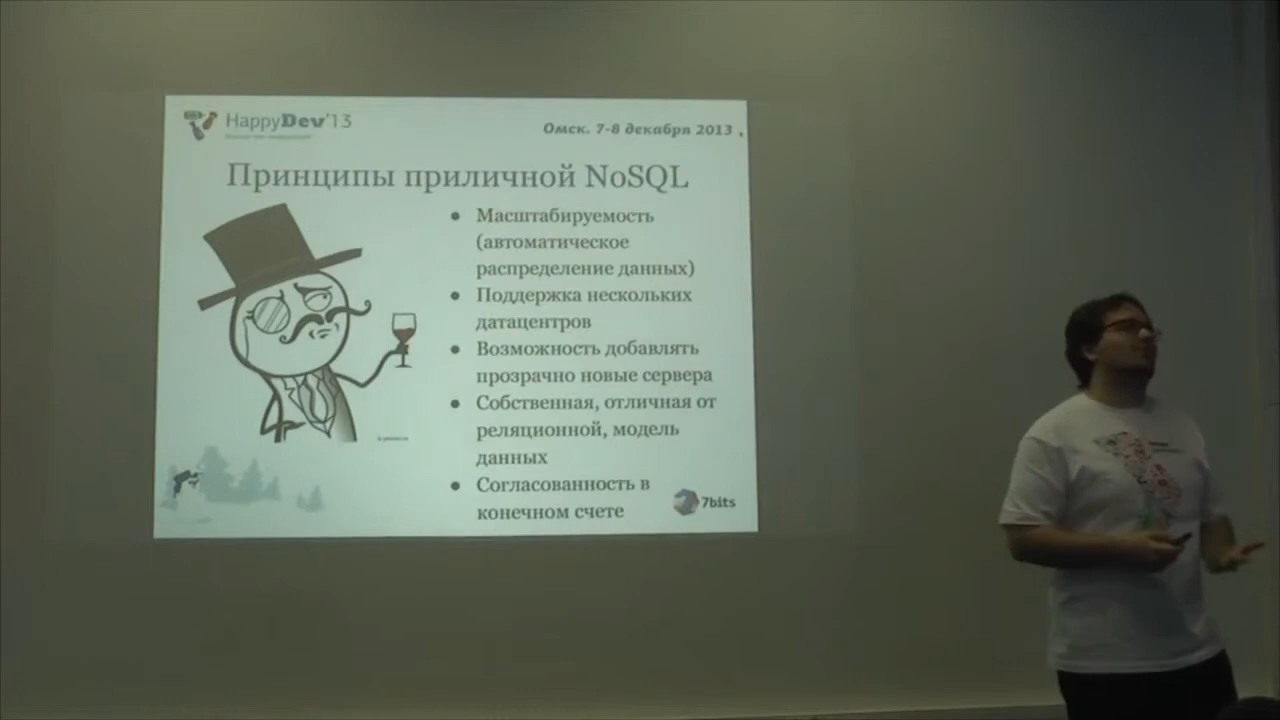 HappyDev'13
Омск. 7-8 декабря 2013
Принципы приличной NoSQL
● Масштабируемость
(автоматическое
распределение данных)
● Поддержка нескольких
датацентров
● Возможность добавлять
прозрачно новые сервера
● Собственная, отличная от
реляционной, модель
данных
● Согласованность в
конечном счете
7bits